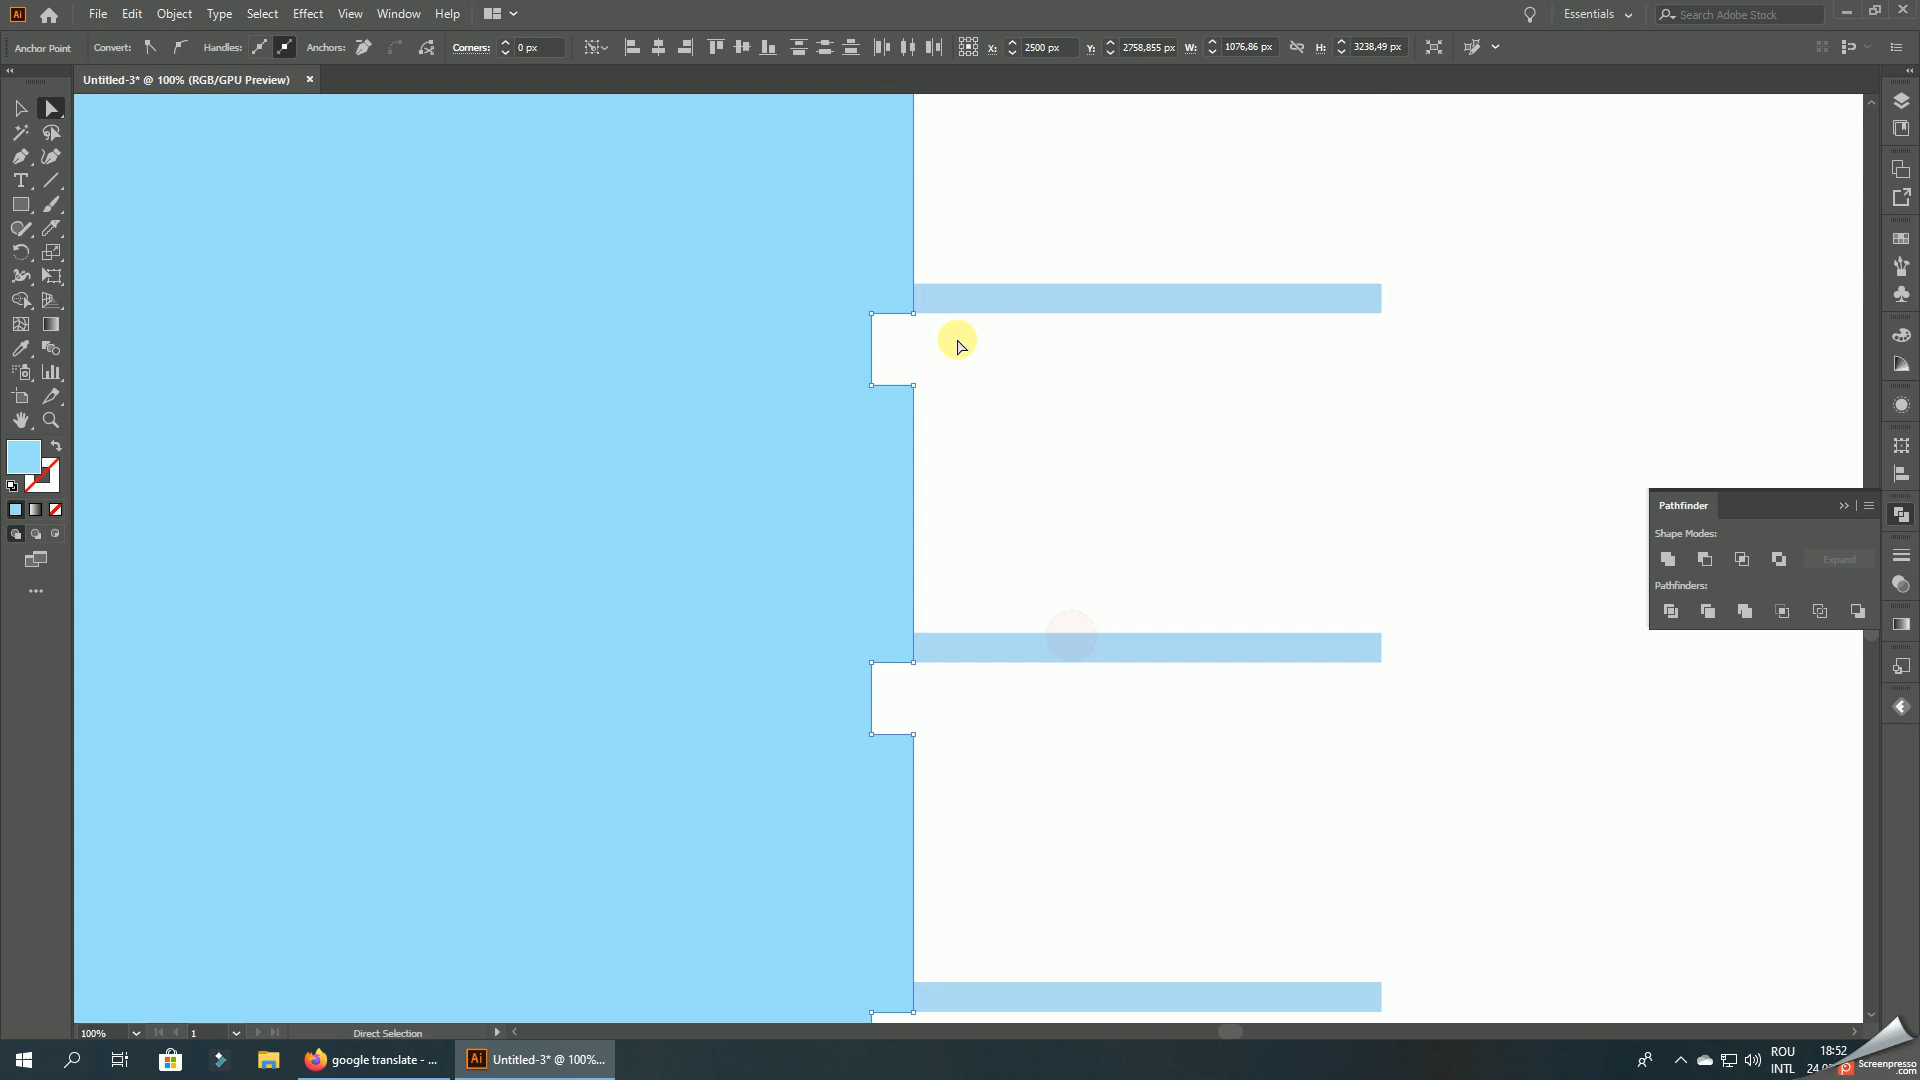 Ai File Edit Object Type Select Effect View Window Help Essentials Search Adobe Stock
Anchor Point Convert: Handles: Anchors: Corners: 0 px X: 2500 px Y: 2758,855 px W: 1076,86 px H: 3238,49 px
Untitled-3* @ 100% (RGB/GPU Preview) ×
T
Pathfinder
Shape Modes:
Expand
Pathfinders:
100% 1 Direct Selection
google translate - ... Ai Untitled-3* @ 100%... ROU 18:52
INTL Screenpresso
.com